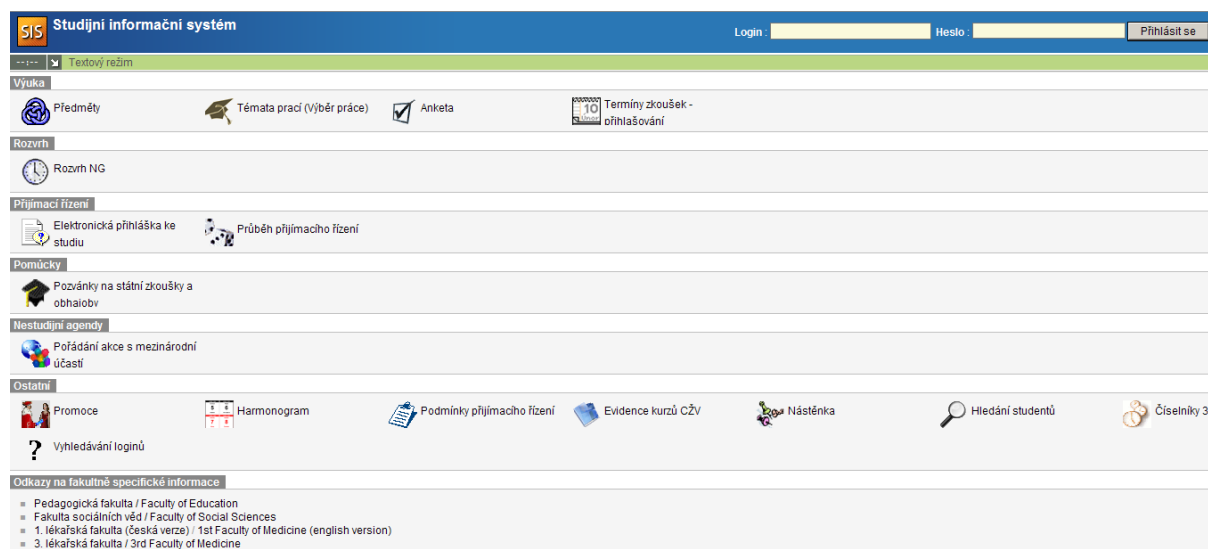 SIS Studijní informační systém
Login : Heslo : Přihlásit se
--:-- Textový režim
Výuka
Předměty Témata prací (Výběr práce) Anketa Termíny zkoušek -
přihlašování
10
Únor
Rozvrh
Rozvrh NG
Přijímací řízení
Elektronická přihláška ke
studiu
Průběh přijímacího řízení
Pomůcky
Pozvánky na státní zkoušky a
obhajoby
Nestudijní agendy
Pořádání akce s mezinárodní
účastí
Ostatní
Promoce Harmonogram Podmínky přijímacího řízení Evidence kurzů CŽV Nástěnka Hledání studentů Číselníky 3
? Vyhledávání loginů
Odkazy na fakultně specifické informace
Pedagogická fakulta / Faculty of Education
Fakulta sociálních věd / Faculty of Social Sciences
1. lékařská fakulta (česká verze) / 1st Faculty of Medicine (english version)
3. lékařská fakulta / 3rd Faculty of Medicine